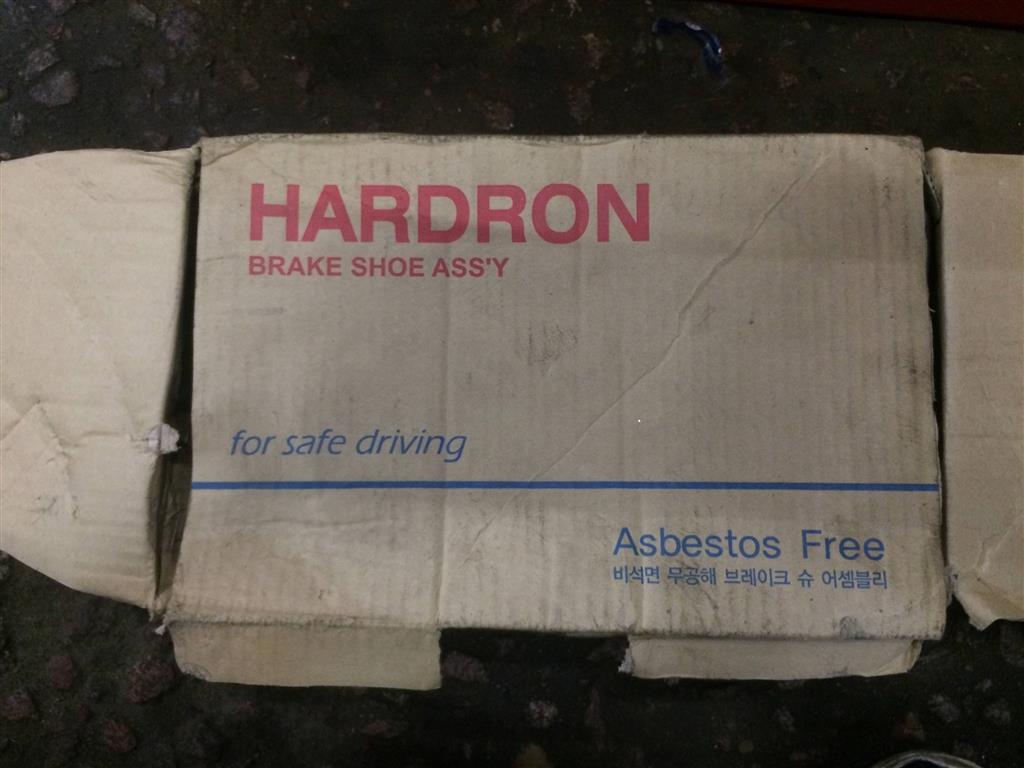 HARDRON
BRAKE SHOE ASS'Y
for safe driving
Asbestos Free
비석면 무공해 브레이크 슈 어셈블리